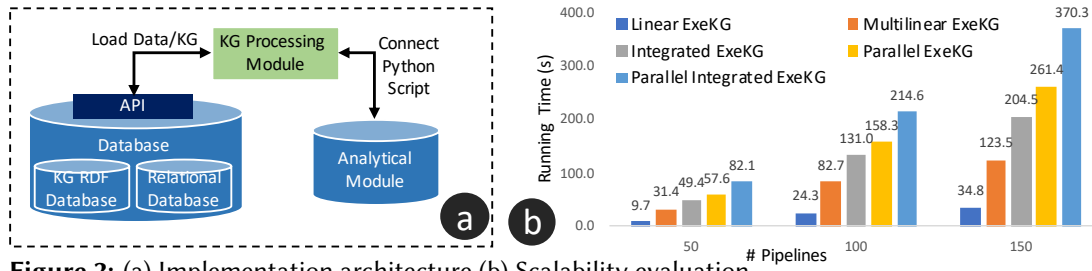 Load Data/KG
KG Processing
Module
Connect
Python
Script
API
Database
KG RDF
Database
Relational
Database
Analytical
Module
a
b
400.0
300.0
200.0
100.0
0.0
Running Time (s)
Linear ExeKG
Multilinear ExeKG
Integrated ExeKG
Parallel ExeKG
Parallel Integrated ExeKG
9.7
31.4
49.4
57.6
82.1
24.3
82.7
131.0
158.3
214.6
34.8
123.5
204.5
261.4
370.3
50
100
150
# Pipelines
Figure 2: (a) Implementation architecture (b) Scalability evaluation